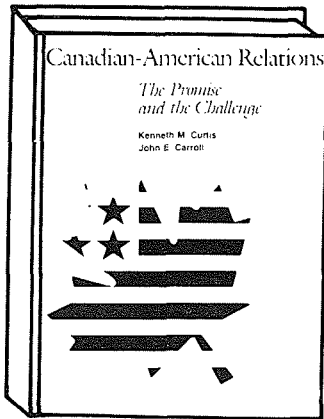 Canadian-American Relations
The Promise
and the Challenge
Kenneth M. Curtis
John E. Carroll